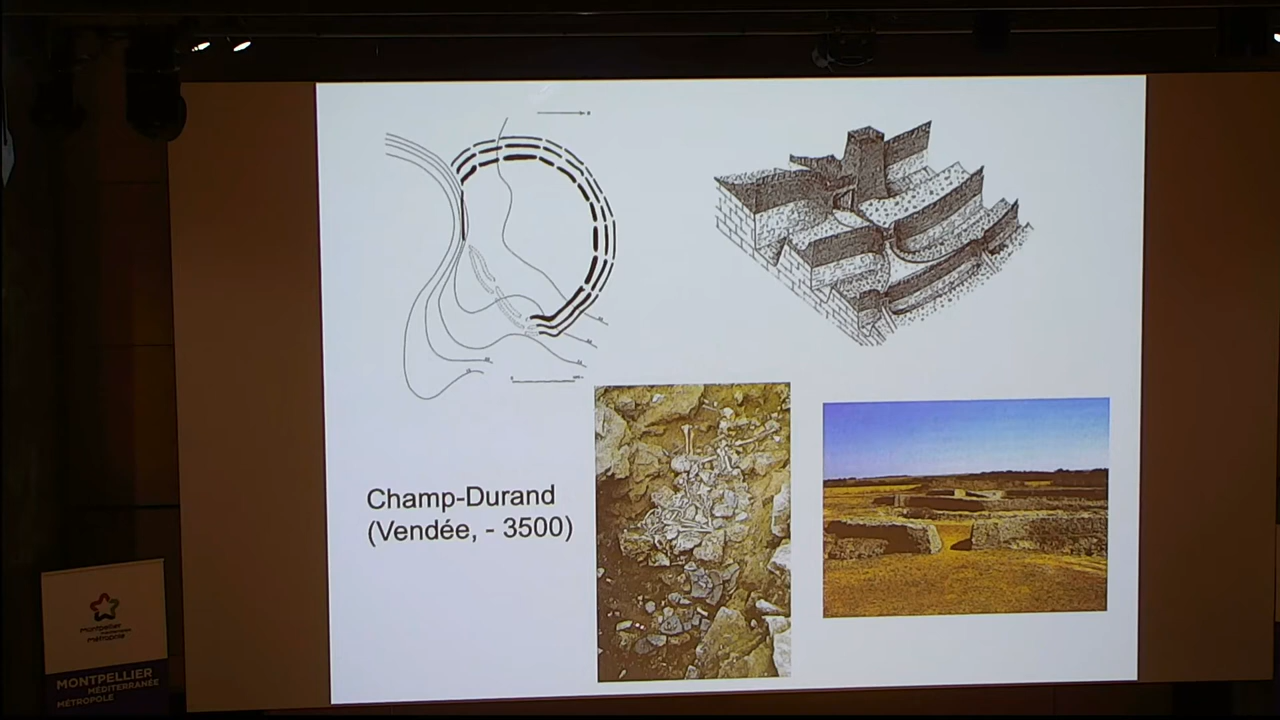 Champ-Durand
(Vendée, - 3500)
montpellier
méditerranée
métropole
MONTPELLIER
MÉDITERRANÉE
MÉTROPOLE